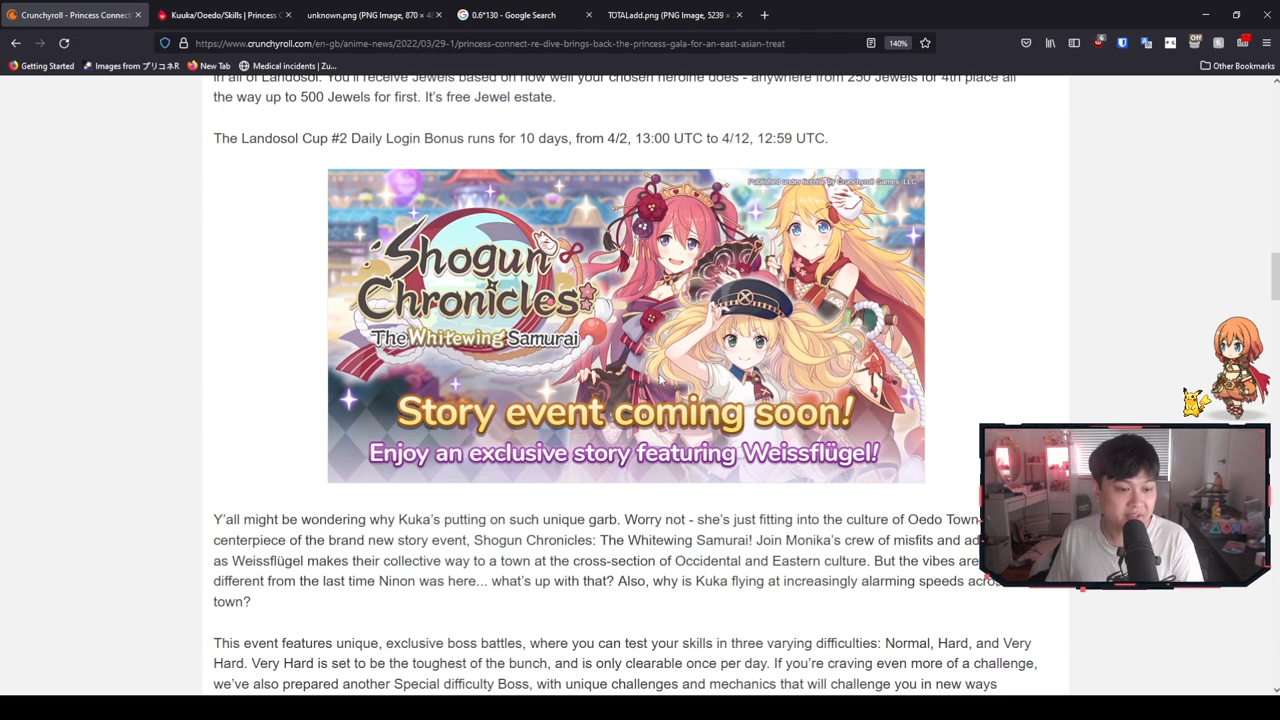 Crunchyroll - Princess Connect!
Kuuka/Ooedo/Skills | Princess C
unknown.png (PNG Image, 870 × 4
0.6*130 - Google Search
TOTALadd.png (PNG Image, 5239 ×
https://www.crunchyroll.com/en-gb/anime-news/2022/03/29-1/princess-connect-re-dive-brings-back-the-princess-gala-for-an-east-asian-treat
140%
6
Off
Getting Started
Images from プリコネR
New Tab
Medical incidents | Zu...
Other Bookmarks
in all of Landosol. You'll receive Jewels based on how well your chosen heroine does - anywhere from 250 Jewels for 4th place all
the way up to 500 Jewels for first. It's free Jewel estate.
The Landosol Cup #2 Daily Login Bonus runs for 10 days, from 4/2, 13:00 UTC to 4/12, 12:59 UTC.
Published under license by Crunchyroll Games, LLC
Shogun
Chronicles
The Whitewing Samurai
Story event coming soon!
Enjoy an exclusive story featuring Weissflügel!
Y'all might be wondering why Kuka's putting on such unique garb. Worry not - she's just fitting into the culture of Oedo Town
centerpiece of the brand new story event, Shogun Chronicles: The Whitewing Samurai! Join Monika's crew of misfits and ad
as Weissflügel makes their collective way to a town at the cross-section of Occidental and Eastern culture. But the vibes are
different from the last time Ninon was here... what's up with that? Also, why is Kuka flying at increasingly alarming speeds acro
town?
This event features unique, exclusive boss battles, where you can test your skills in three varying difficulties: Normal, Hard, and Very
Hard. Very Hard is set to be the toughest of the bunch, and is only clearable once per day. If you're craving even more of a challenge,
we've also prepared another Special difficulty Boss, with unique challenges and mechanics that will challenge you in new ways